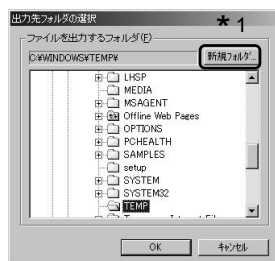 出力先フォルダの選択
*1
ファイルを出力するフォルダ(F)
C:¥WINDOWS¥TEMP¥
新規フォルダ...
LHSP
MEDIA
MSAGENT
Offline Web Pages
OPTIONS
PCHEALTH
SAMPLES
setup
SYSTEM
SYSTEM32
TEMP
OK
キャンセル